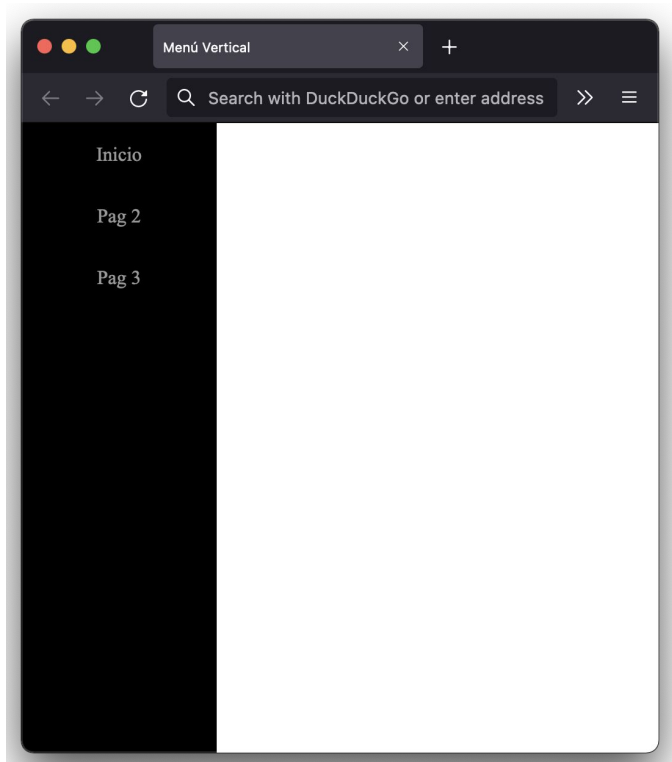 Menú Vertical
Search with DuckDuckGo or enter address
Inicio
Pag 2
Pag 3